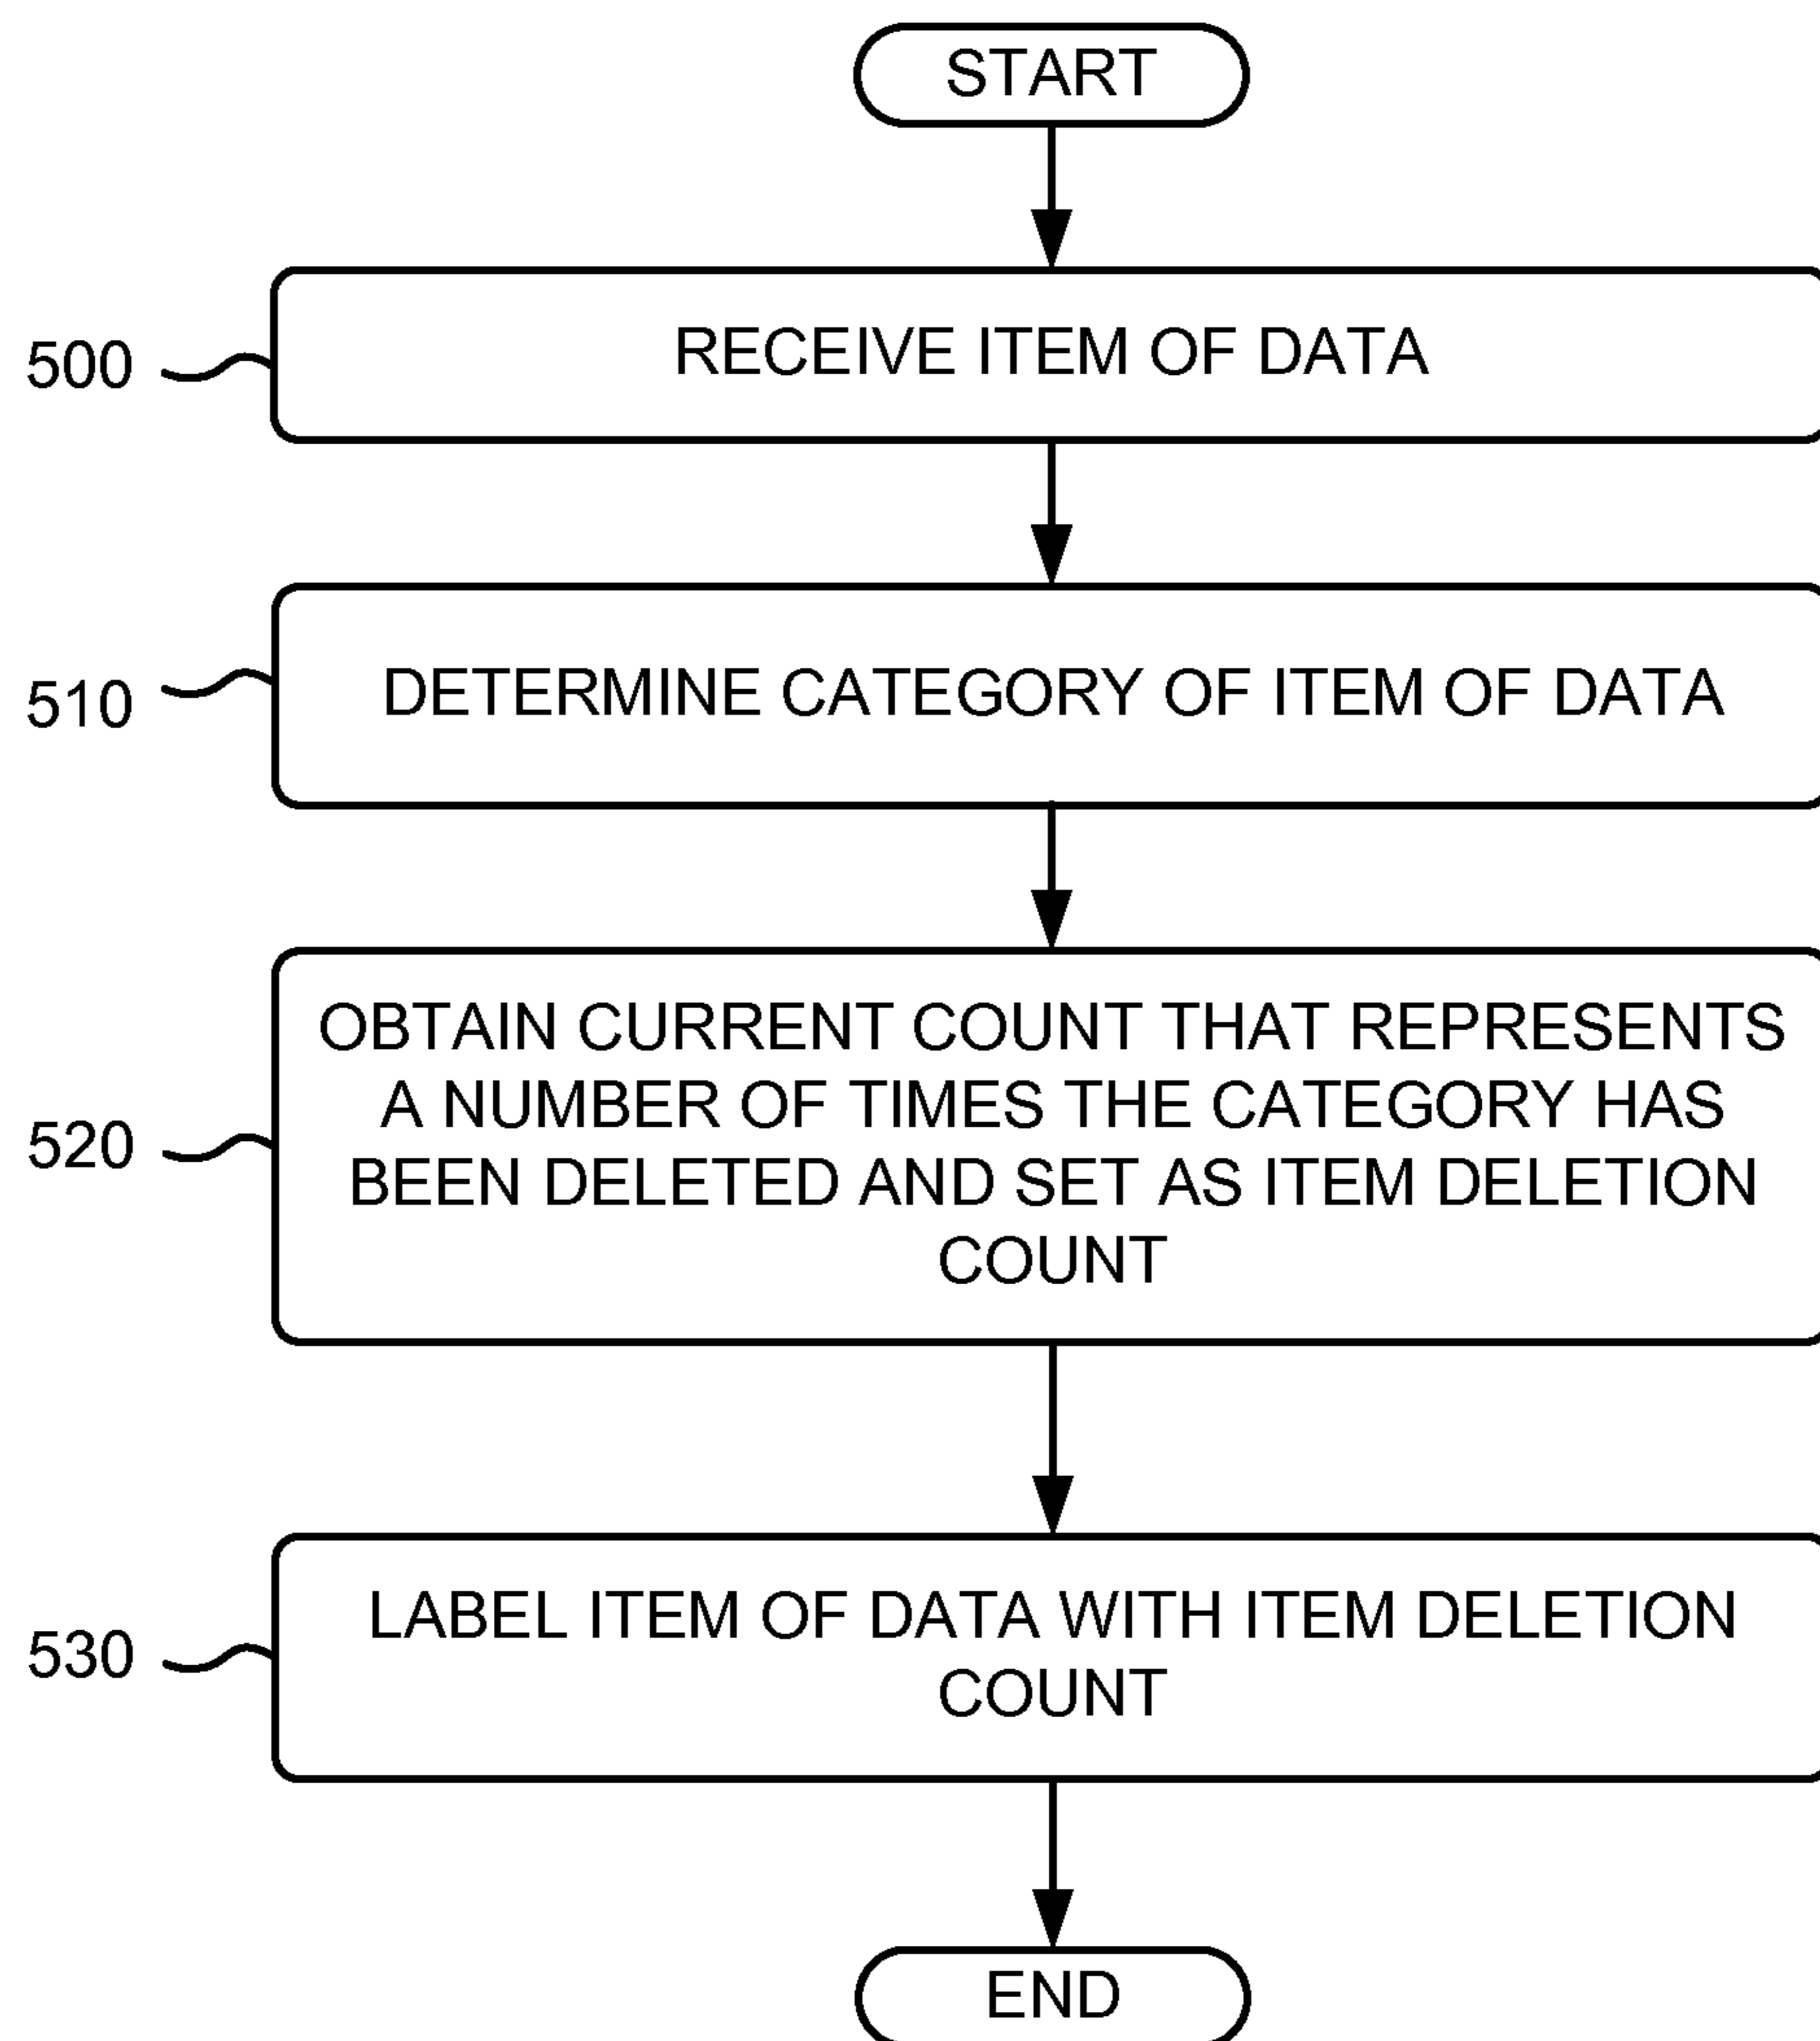 START
500
RECEIVE ITEM OF DATA
510
DETERMINE CATEGORY OF ITEM OF DATA
520
OBTAIN CURRENT COUNT THAT REPRESENTS
A NUMBER OF TIMES THE CATEGORY HAS
BEEN DELETED AND SET AS ITEM DELETION
COUNT
530
LABEL ITEM OF DATA WITH ITEM DELETION
COUNT
END